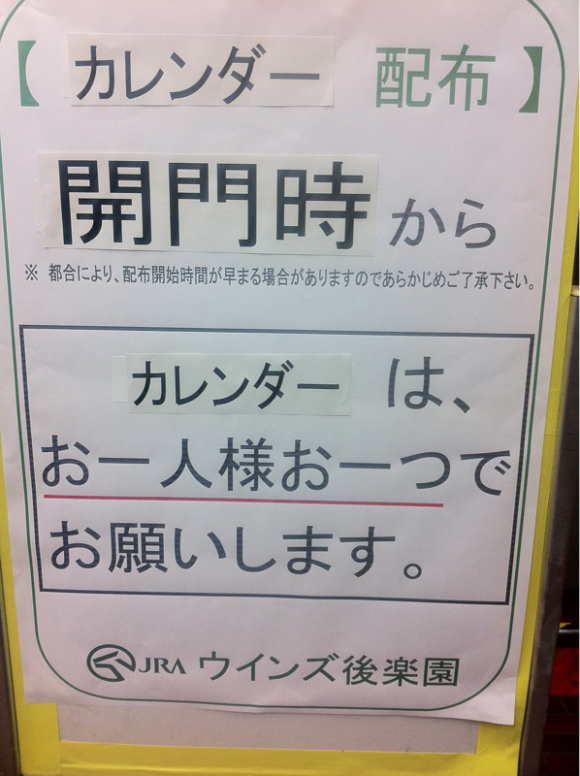 【 カレンダー 配布 】
開門時から
※ 都合により、配布開始時間が早まる場合がありますのであらかじめご了承下さい。
カレンダー は、
お一人様お一つで
お願いします。
JRA ウインズ後楽園